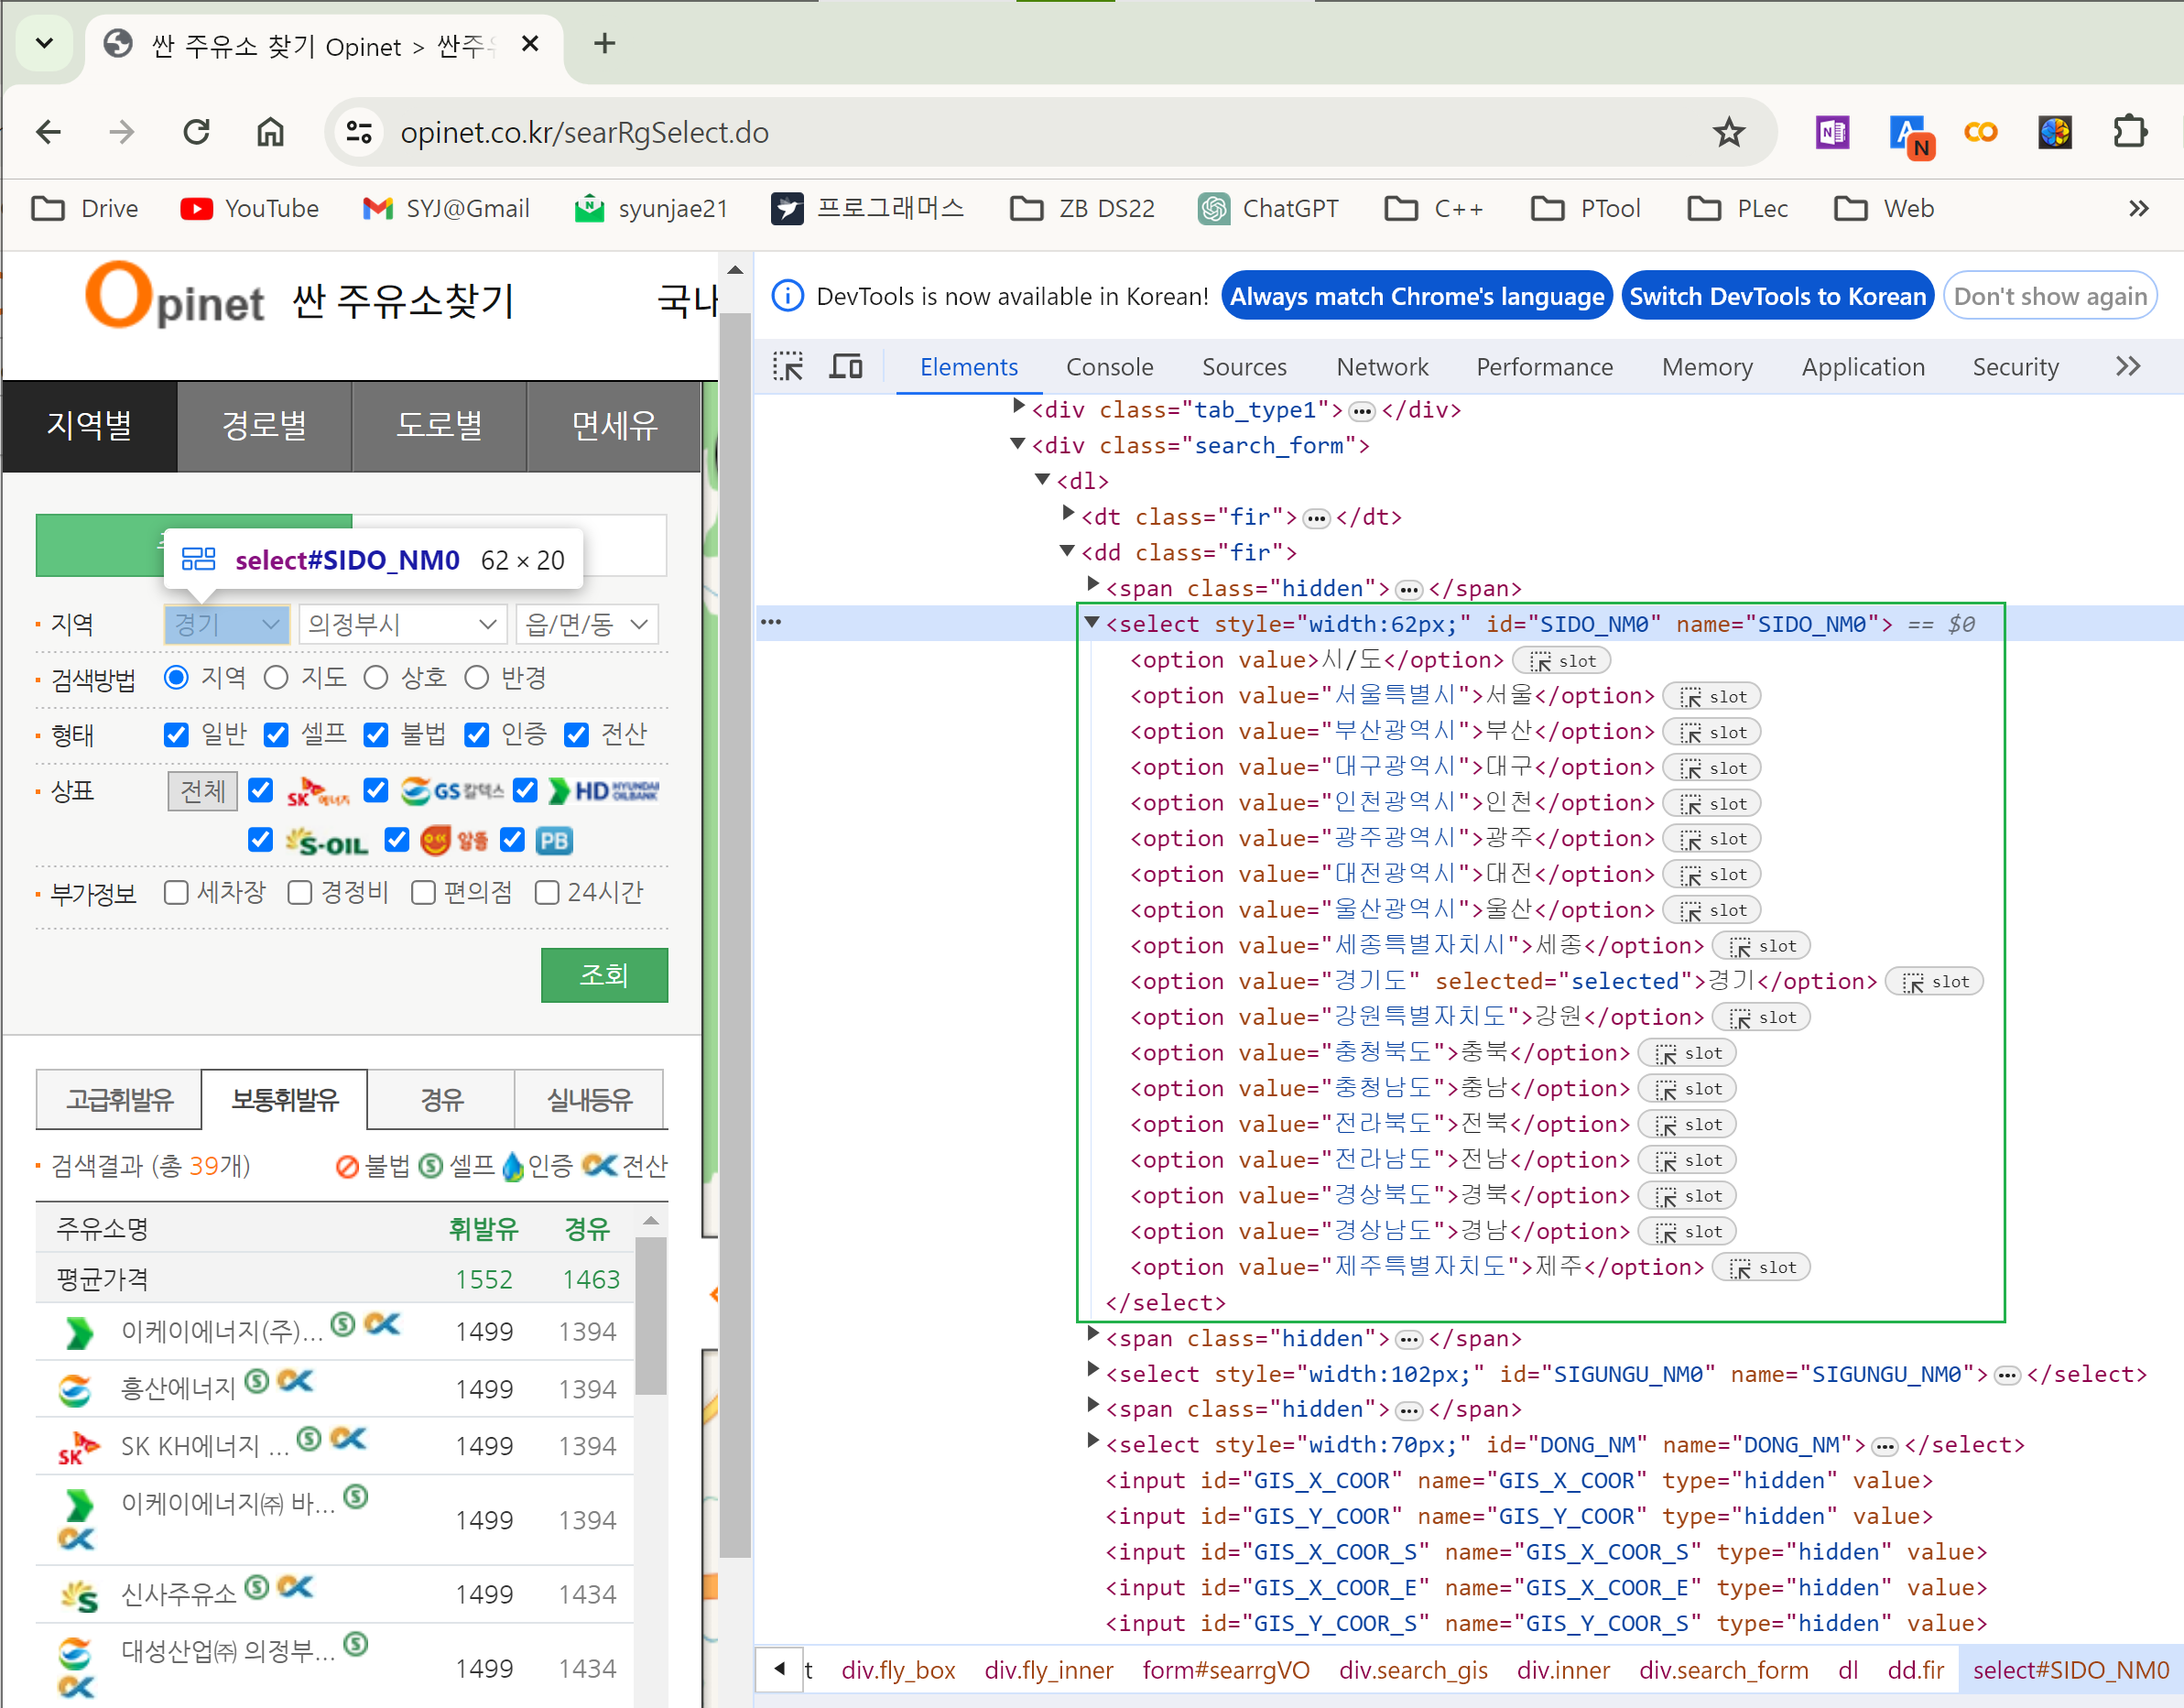 싼 주유소 찾기 Opinet > 싼주
opinet.co.kr/searRgSelect.do
N
A
N
Drive
YouTube
SYJ@Gmail
syunjae21
프로그래머스
ZB DS22
ChatGPT
C++
PTool
PLec
Web
Opinet 싼 주유소찾기
국내
지역별 경로별 도로별 면세유
select#SIDO_NM0 62 × 20
지역 경기 의정부시 읍/면/동
검색방법 지역 지도 상호 반경
형태 일반 셀프 불법 인증 전산
상표 전체 SK에너지 GS칼텍스 HD HYUNDAI OILBANK
S-OIL 알뜰 PB
부가정보 세차장 경정비 편의점 24시간
조회
고급휘발유 보통휘발유 경유 실내등유
검색결과 (총 39개) 불법 S 셀프 인증 전산
주유소명 휘발유 경유
평균가격 1552 1463
이케이에너지(주)... S 1499 1394
흥산에너지 S 1499 1394
SK SK KH에너지 ... S 1499 1394
이케이에너지㈜ 바... S 1499 1394
S 신사주유소 S 1499 1434
대성산업㈜ 의정부... S 1499 1434
DevTools is now available in Korean! Always match Chrome's language Switch DevTools to Korean Don't show again
Elements Console Sources Network Performance Memory Application Security
<div class="tab_type1"> ••• </div>
<div class="search_form">
<dl>
<dt class="fir"> ••• </dt>
<dd class="fir">
<span class="hidden"> ••• </span>
••• <select style="width:62px;" id="SIDO_NM0" name="SIDO_NM0"> == $0
<option value>시/도</option> slot
<option value="서울특별시">서울</option> slot
<option value="부산광역시">부산</option> slot
<option value="대구광역시">대구</option> slot
<option value="인천광역시">인천</option> slot
<option value="광주광역시">광주</option> slot
<option value="대전광역시">대전</option> slot
<option value="울산광역시">울산</option> slot
<option value="세종특별자치시">세종</option> slot
<option value="경기도" selected="selected">경기</option> slot
<option value="강원특별자치도">강원</option> slot
<option value="충청북도">충북</option> slot
<option value="충청남도">충남</option> slot
<option value="전라북도">전북</option> slot
<option value="전라남도">전남</option> slot
<option value="경상북도">경북</option> slot
<option value="경상남도">경남</option> slot
<option value="제주특별자치도">제주</option> slot
</select>
<span class="hidden"> ••• </span>
<select style="width:102px;" id="SIGUNGU_NM0" name="SIGUNGU_NM0"> ••• </select>
<span class="hidden"> ••• </span>
<select style="width:70px;" id="DONG_NM" name="DONG_NM"> ••• </select>
<input id="GIS_X_COOR" name="GIS_X_COOR" type="hidden" value>
<input id="GIS_Y_COOR" name="GIS_Y_COOR" type="hidden" value>
<input id="GIS_X_COOR_S" name="GIS_X_COOR_S" type="hidden" value>
<input id="GIS_X_COOR_E" name="GIS_X_COOR_E" type="hidden" value>
<input id="GIS_Y_COOR_S" name="GIS_Y_COOR_S" type="hidden" value>
t div.fly_box div.fly_inner form#searrgVO div.search_gis div.inner div.search_form dl dd.fir select#SIDO_NM0